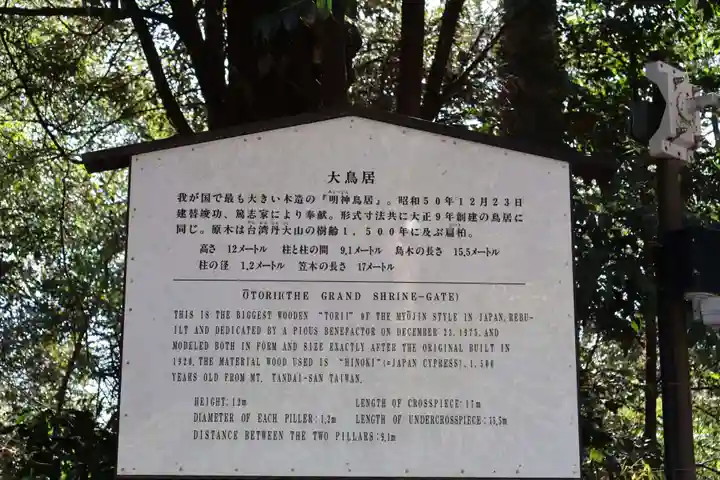 大鳥居
我が国で最も大きい木造の『明神鳥居』。昭和50年12月23日
建替竣功、篤志家により奉献。形式寸法共に大正9年創建の鳥居に
同じ。原木は台湾丹大山の樹齢1,500年に及ぶ扁柏。
高さ 12メートル 柱と柱の間 9.1メートル 島木の長さ 15.5メートル
柱の径 1.2メートル 笠木の長さ 17メートル
ŌTORII(THE GRAND SHRINE-GATE)
THIS IS THE BIGGEST WOODEN "TORII" OF THE MYŌJIN STYLE IN JAPAN,REBU-
ILT AND DEDICATED BY A PIOUS BENEFACTOR ON DECEMBER 23,1975,AND
MODELED BOTH IN FORM AND SIZE EXACTLY AFTER THE ORIGINAL BUILT IN
1920,THE MATERIAL WOOD USED IS "HINOKI"(=JAPAN CYPRESS),1,500
YEARS OLD FROM MT. TANDAI-SAN TAIWAN.
HEIGHT:12m LENGTH OF CROSSPIECE:17m
DIAMETER OF EACH PILLER:1,2m LENGTH OF UNDERCROSSPIECE:15,5m
DISTANCE BETWEEN THE TWO PILLARS:9,1m